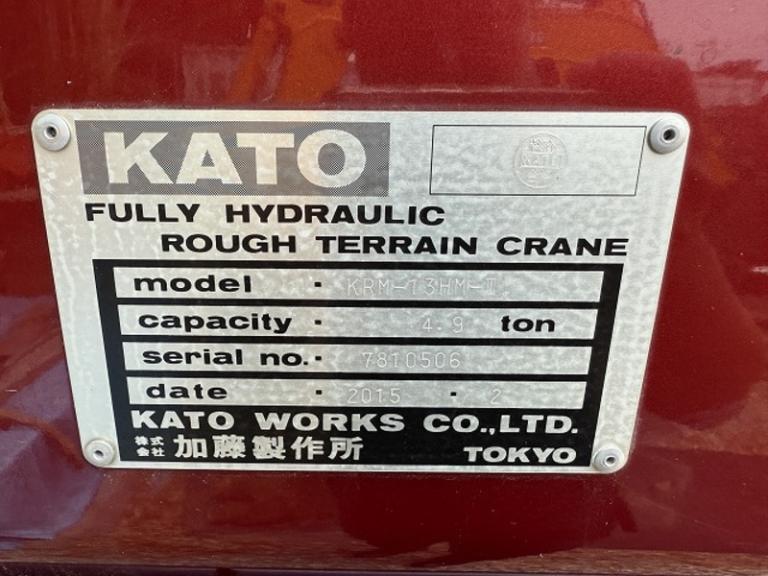 KATO
FULLY HYDRAULIC
ROUGH TERRAIN CRANE
model · KRM-13HM-II
capacity · 4.9 ton
serial no. · 7810506
date · 2015 · 2
KATO WORKS CO.,LTD.
株式会社 加藤製作所 TOKYO